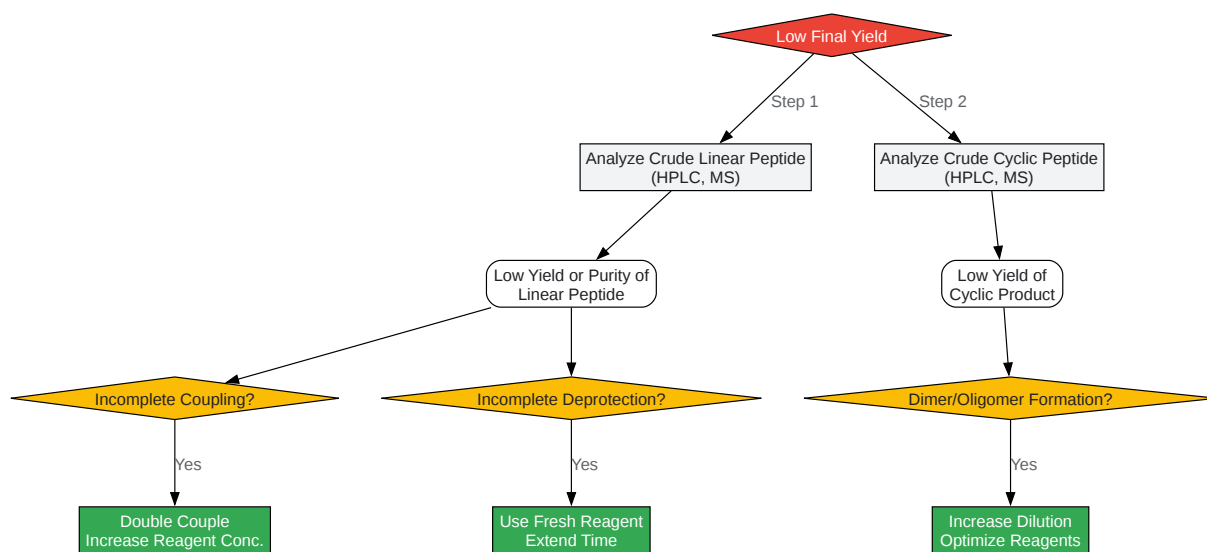 Low Final Yield
Step 1
Step 2
Analyze Crude Linear Peptide
(HPLC, MS)
Analyze Crude Cyclic Peptide
(HPLC, MS)
Low Yield or Purity of
Linear Peptide
Low Yield of
Cyclic Product
Incomplete Coupling?
Incomplete Deprotection?
Dimer/Oligomer Formation?
Yes
Yes
Yes
Double Couple
Increase Reagent Conc.
Use Fresh Reagent
Extend Time
Increase Dilution
Optimize Reagents